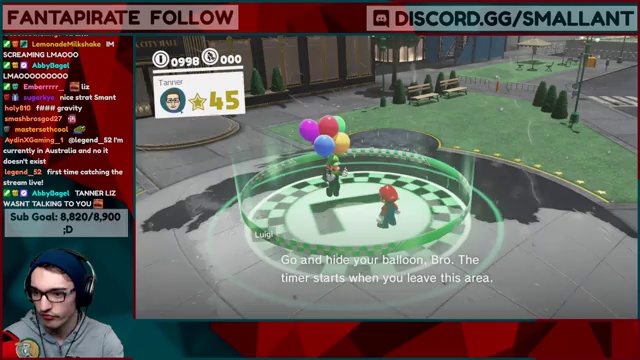 FANTAPIRATE FOLLOW
DISCORD.GG/SMALLANT
LemonadeMilkshake IM
SCREAMING LMAOOO
AbbyBagel
LMAOOOOOOOOO
Emberrrrr_ liz
sugarkye nice strat Smant
holy810 f### gravity
smashbrosgod27
mastersethcool
AydinXGaming_1 @legend_52 I'm
currently in Australia and no it
doesn't exist
legend_52 first time catching the
stream live!
AbbyBagel TANNER LIZ
WASNT TALKING TO YOU
Sub Goal: 8,820/8,900
;D
CITY HALL
0998 000
Tanner
45
Luigi
Go and hide your balloon, Bro. The
timer starts when you leave this area.